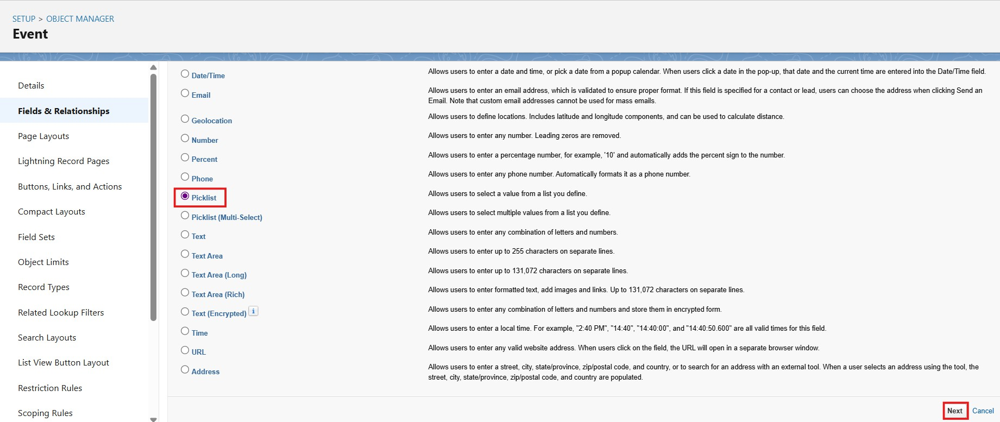 SETUP > OBJECT MANAGER
Event
Details
Fields & Relationships
Page Layouts
Lightning Record Pages
Buttons, Links, and Actions
Compact Layouts
Field Sets
Object Limits
Record Types
Related Lookup Filters
Search Layouts
List View Button Layout
Restriction Rules
Scoping Rules
Date/Time Allows users to enter a date and time, or pick a date from a popup calendar. When users click a date in the pop-up, that date and the current time are entered into the Date/Time field.
Email Allows users to enter an email address, which is validated to ensure proper format. If this field is specified for a contact or lead, users can choose the address when clicking Send an
Email. Note that custom email addresses cannot be used for mass emails.
Geolocation Allows users to define locations. Includes latitude and longitude components, and can be used to calculate distance.
Number Allows users to enter any number. Leading zeros are removed.
Percent Allows users to enter a percentage number, for example, '10' and automatically adds the percent sign to the number.
Phone Allows users to enter any phone number. Automatically formats it as a phone number.
Picklist Allows users to select a value from a list you define.
Picklist (Multi-Select) Allows users to select multiple values from a list you define.
Text Allows users to enter any combination of letters and numbers.
Text Area Allows users to enter up to 255 characters on separate lines.
Text Area (Long) Allows users to enter up to 131,072 characters on separate lines.
Text Area (Rich) Allows users to enter formatted text, add images and links. Up to 131,072 characters on separate lines.
Text (Encrypted) i Allows users to enter any combination of letters and numbers and store them in encrypted form.
Time Allows users to enter a local time. For example, "2:40 PM", "14:40", "14:40:00", and "14:40:50.600" are all valid times for this field.
URL Allows users to enter any valid website address. When users click on the field, the URL will open in a separate browser window.
Address Allows users to enter a street, city, state/province, zip/postal code, and country, or to search for an address with an external tool. When a user selects an address using the tool, the
street, city, state/province, zip/postal code, and country are populated.
Next Cancel